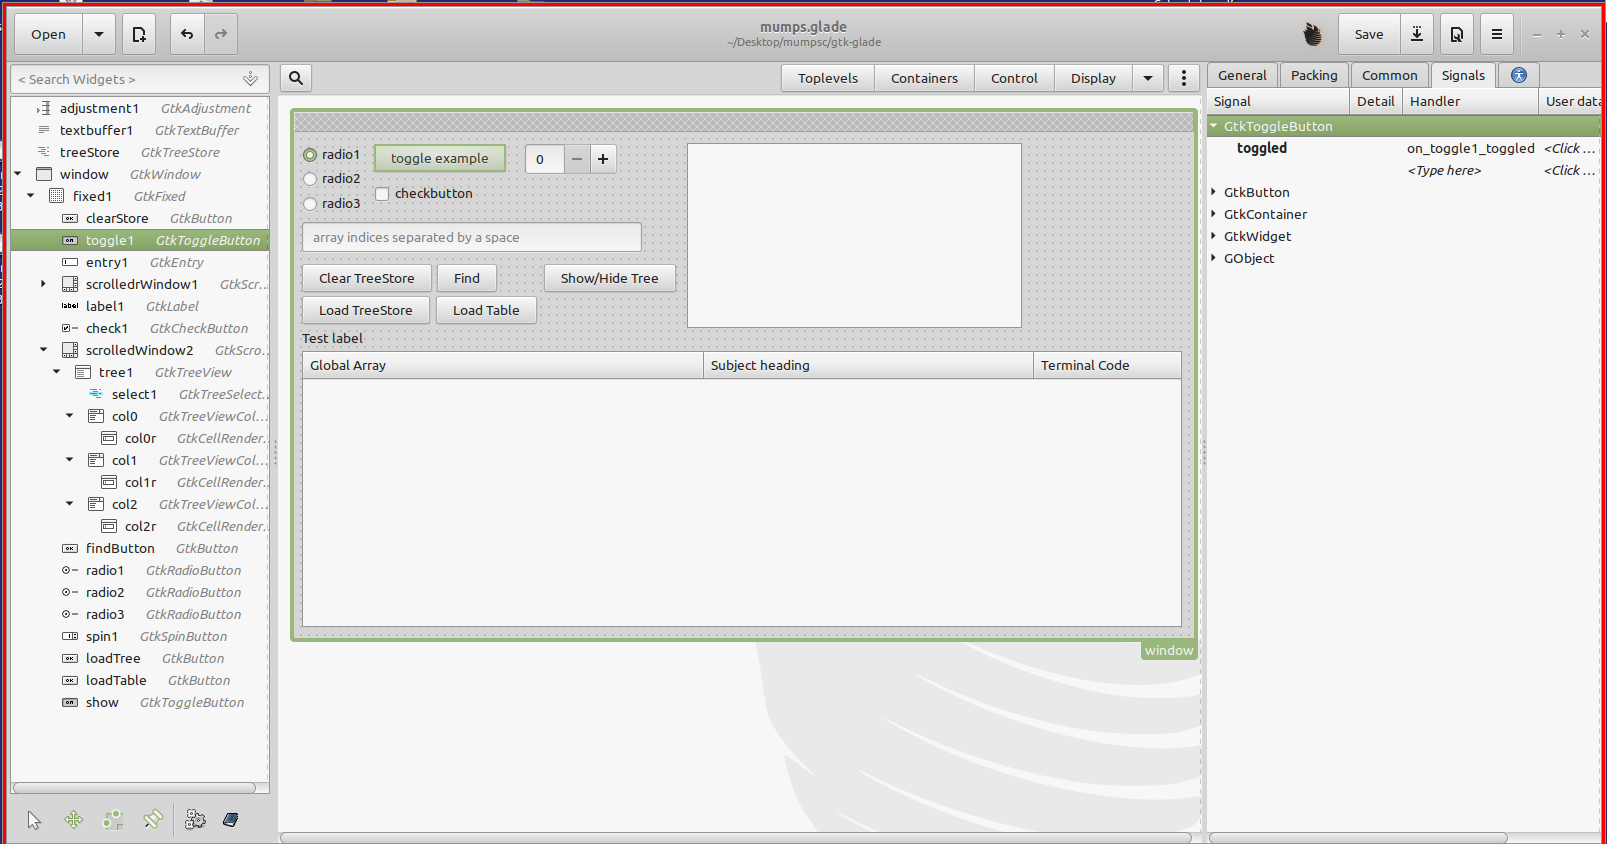 mumps.glade
~/Desktop/mumpsc/gtk-glade
Open
Save
< Search Widgets >
Toplevels Containers Control Display
General Packing Common Signals
adjustment1 GtkAdjustment
textbuffer1 GtkTextBuffer
treeStore GtkTreeStore
window GtkWindow
fixed1 GtkFixed
clearStore GtkButton
toggle1 GtkToggleButton
entry1 GtkEntry
scrolledrWindow1 GtkScr...
label1 GtkLabel
check1 GtkCheckButton
scrolledWindow2 GtkScro...
tree1 GtkTreeView
select1 GtkTreeSelect...
col0 GtkTreeViewCol...
col0r GtkCellRender...
col1 GtkTreeViewCol...
col1r GtkCellRender...
col2 GtkTreeViewCol...
col2r GtkCellRender...
findButton GtkButton
radio1 GtkRadioButton
radio2 GtkRadioButton
radio3 GtkRadioButton
spin1 GtkSpinButton
loadTree GtkButton
loadTable GtkButton
show GtkToggleButton
radio1 toggle example 0 − +
radio2
checkbutton
radio3
array indices separated by a space
Clear TreeStore Find Show/Hide Tree
Load TreeStore Load Table
Test label
Global Array Subject heading Terminal Code
window
Signal Detail Handler User data
GtkToggleButton
toggled on_toggle1_toggled <Click ...
<Type here> <Click ...
GtkButton
GtkContainer
GtkWidget
GObject